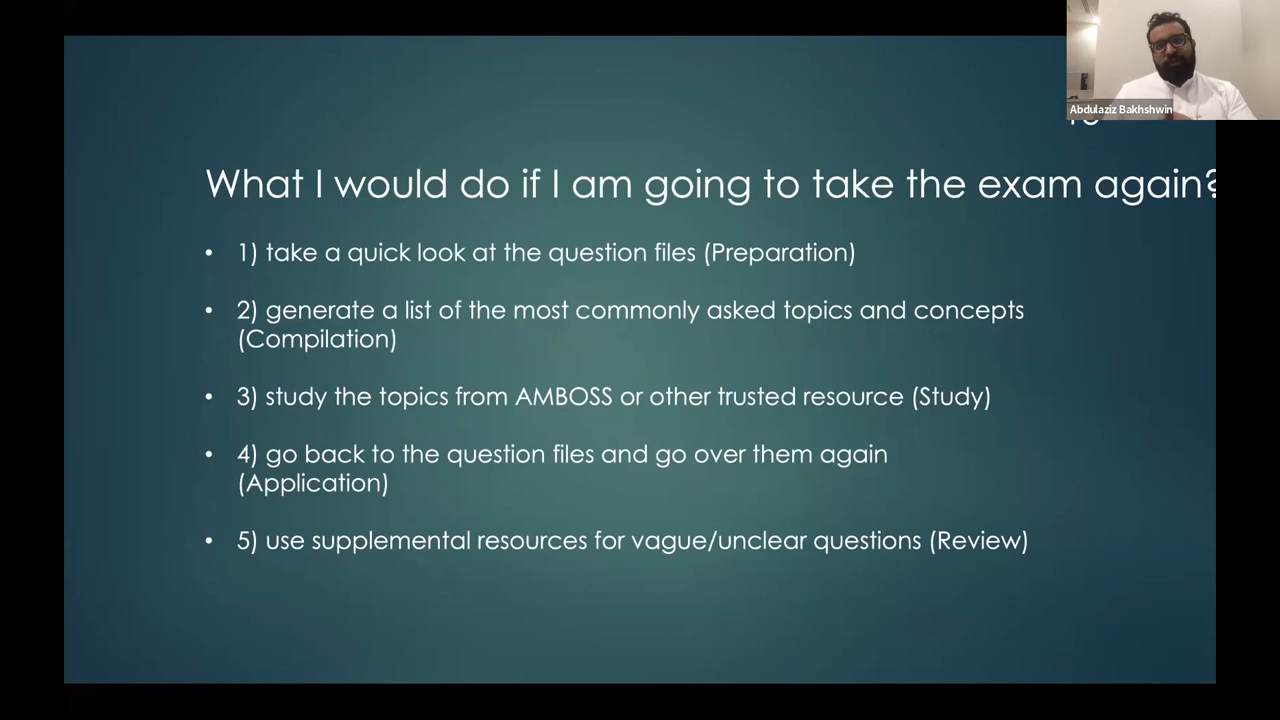 Abdulaziz Bakhshwin
What I would do if I am going to take the exam again?
• 1) take a quick look at the question files (Preparation)
• 2) generate a list of the most commonly asked topics and concepts
(Compilation)
• 3) study the topics from AMBOSS or other trusted resource (Study)
• 4) go back to the question files and go over them again
(Application)
• 5) use supplemental resources for vague/unclear questions (Review)